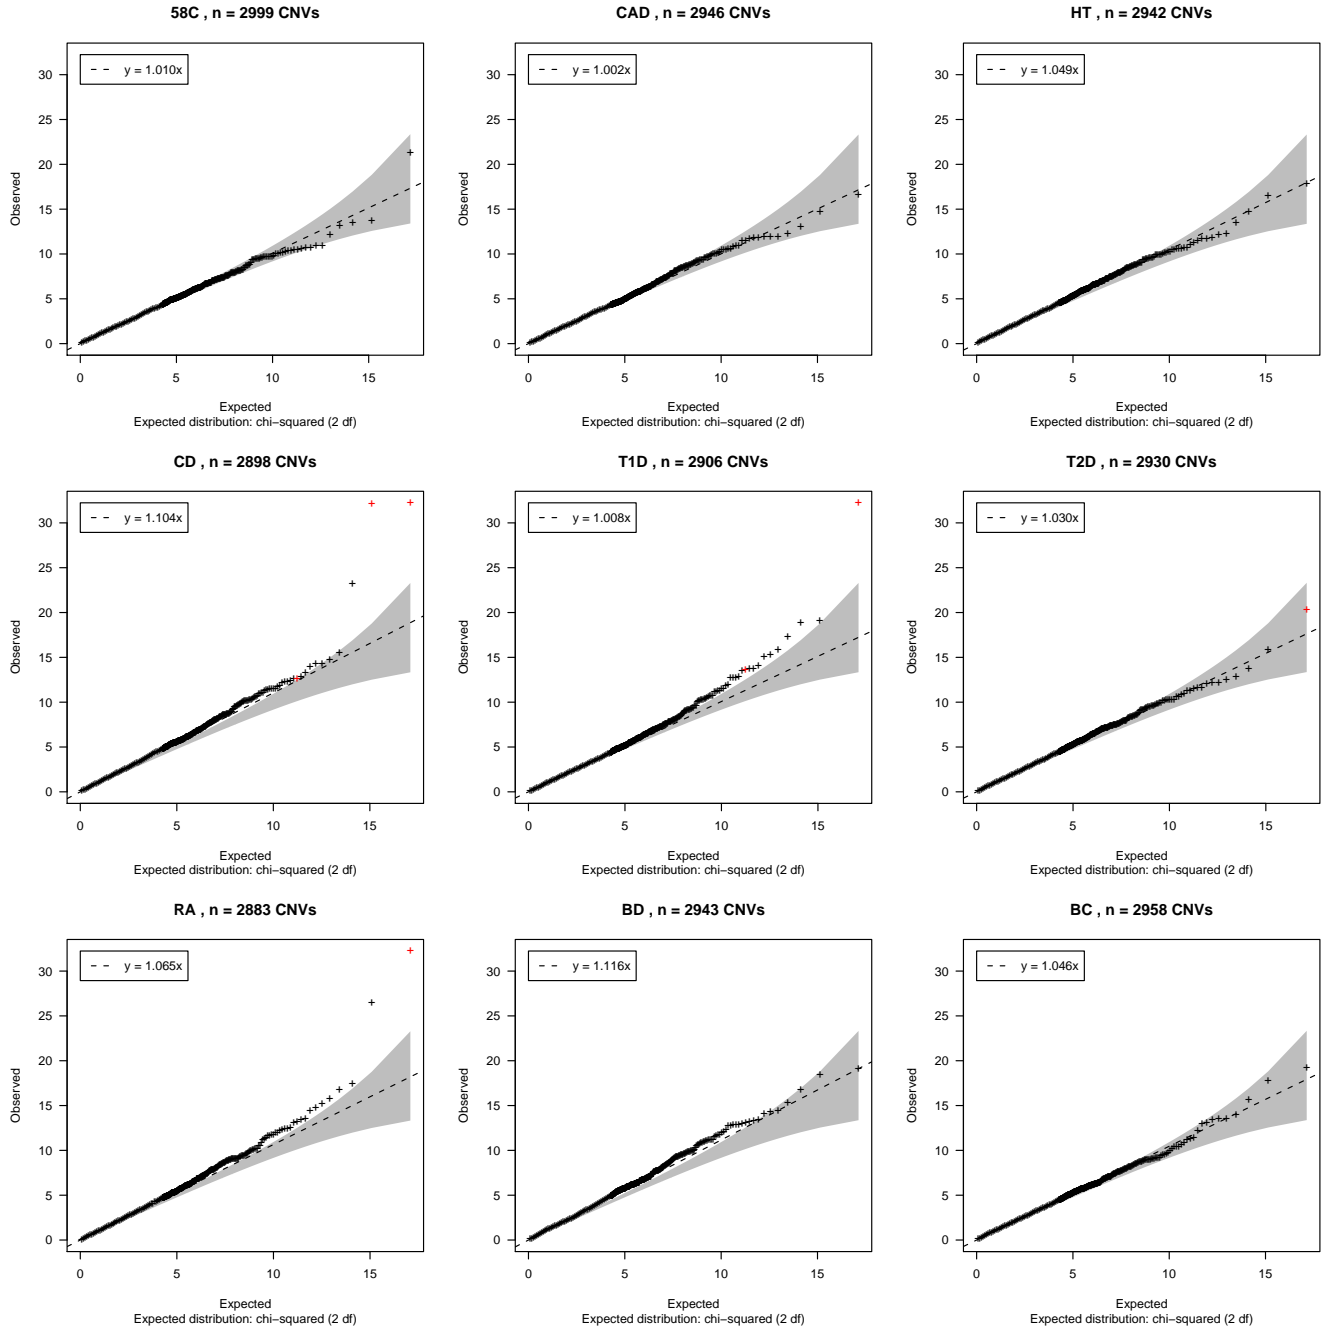 58C , n = 2999 CNVs
y = 1.010x
Observed
0
5
10
15
20
25
30
0 5 10 15
Expected
Expected distribution: chi−squared (2 df)
CAD , n = 2946 CNVs
y = 1.002x
Observed
0
5
10
15
20
25
30
0 5 10 15
Expected
Expected distribution: chi−squared (2 df)
HT , n = 2942 CNVs
y = 1.049x
Observed
0
5
10
15
20
25
30
0 5 10 15
Expected
Expected distribution: chi−squared (2 df)
CD , n = 2898 CNVs
y = 1.104x
Observed
0
5
10
15
20
25
30
0 5 10 15
Expected
Expected distribution: chi−squared (2 df)
T1D , n = 2906 CNVs
y = 1.008x
Observed
0
5
10
15
20
25
30
0 5 10 15
Expected
Expected distribution: chi−squared (2 df)
T2D , n = 2930 CNVs
y = 1.030x
Observed
0
5
10
15
20
25
30
0 5 10 15
Expected
Expected distribution: chi−squared (2 df)
RA , n = 2883 CNVs
y = 1.065x
Observed
0
5
10
15
20
25
30
0 5 10 15
Expected
Expected distribution: chi−squared (2 df)
BD , n = 2943 CNVs
y = 1.116x
Observed
0
5
10
15
20
25
30
0 5 10 15
Expected
Expected distribution: chi−squared (2 df)
BC , n = 2958 CNVs
y = 1.046x
Observed
0
5
10
15
20
25
30
0 5 10 15
Expected
Expected distribution: chi−squared (2 df)